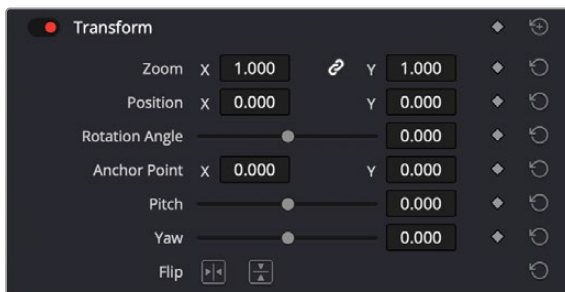 Transform
Zoom X 1.000 Y 1.000
Position X 0.000 Y 0.000
Rotation Angle 0.000
Anchor Point X 0.000 Y 0.000
Pitch 0.000
Yaw 0.000
Flip